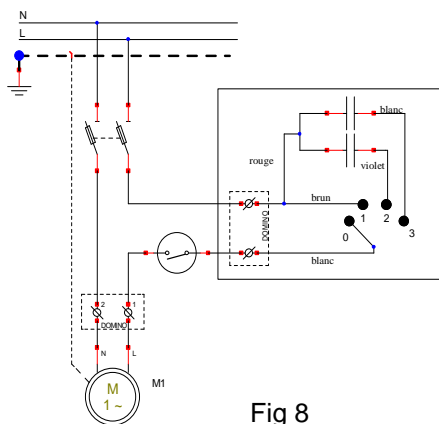 N
L
blanc
rouge
violet
brun
1
2
0
3
DOMINO
blanc
2
1
DOMINO
N
L
M1
M
1 ~
Fig 8